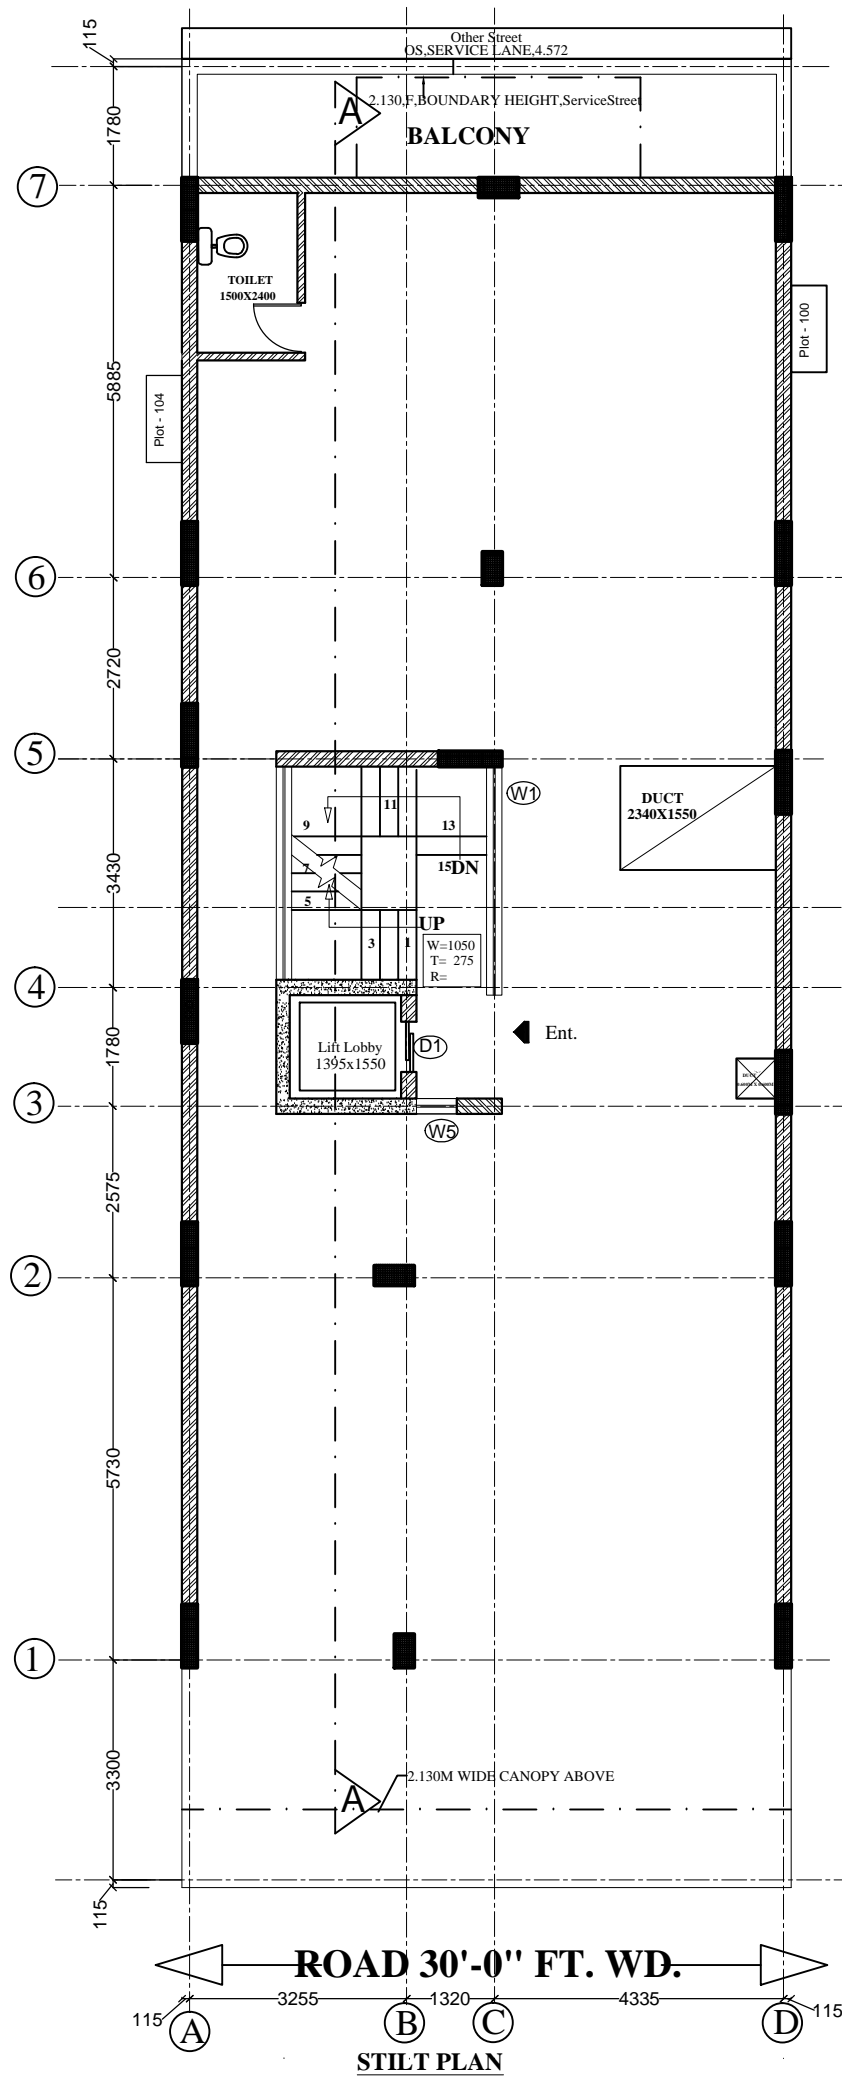 115
Other Street
OS,SERVICE LANE,4.572
1780
2.130,F,BOUNDARY HEIGHT,ServiceStreet
A
BALCONY
7
TOILET
1500X2400
Plot - 100
5885
Plot - 104
6
2720
5
W1
DUCT
2340X1550
11
9
13
3430
7
15 DN
5
UP
3
1
W=1050
T= 275
R=
4
1780
Lift Lobby
1395x1550
D1
Ent.
DUCT
3
W5
2575
2
5730
1
3300
2.130M WIDE CANOPY ABOVE
A
115
ROAD 30'-0" FT. WD.
115
3255
1320
4335
115
A
B
C
D
STILT PLAN